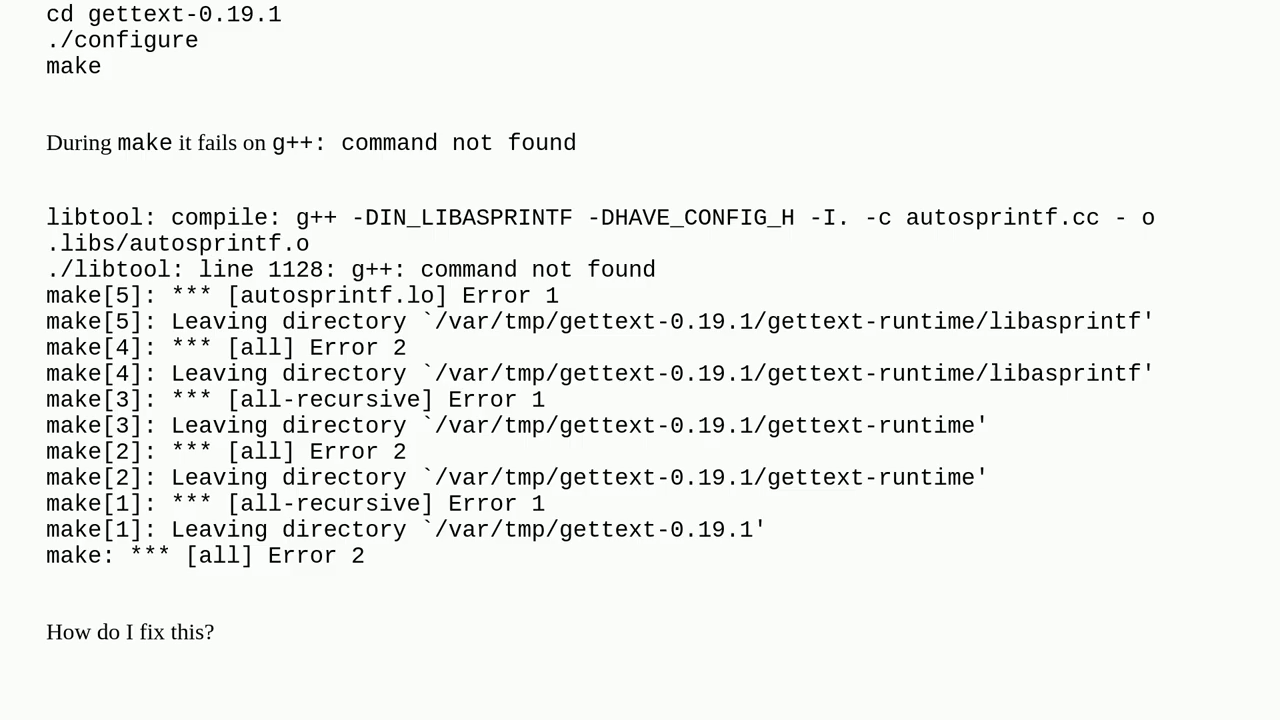 cd gettext-0.19.1
./configure
make
During make it fails on g++: command not found
libtool: compile: g++ -DIN_LIBASPRINTF -DHAVE_CONFIG_H -I. -c autosprintf.cc - o
.libs/autosprintf.o
./libtool: line 1128: g++: command not found
make[5]: *** [autosprintf.lo] Error 1
make[5]: Leaving directory `/var/tmp/gettext-0.19.1/gettext-runtime/libasprintf'
make[4]: *** [all] Error 2
make[4]: Leaving directory `/var/tmp/gettext-0.19.1/gettext-runtime/libasprintf'
make[3]: *** [all-recursive] Error 1
make[3]: Leaving directory `/var/tmp/gettext-0.19.1/gettext-runtime'
make[2]: *** [all] Error 2
make[2]: Leaving directory `/var/tmp/gettext-0.19.1/gettext-runtime'
make[1]: *** [all-recursive] Error 1
make[1]: Leaving directory `/var/tmp/gettext-0.19.1'
make: *** [all] Error 2
How do I fix this?